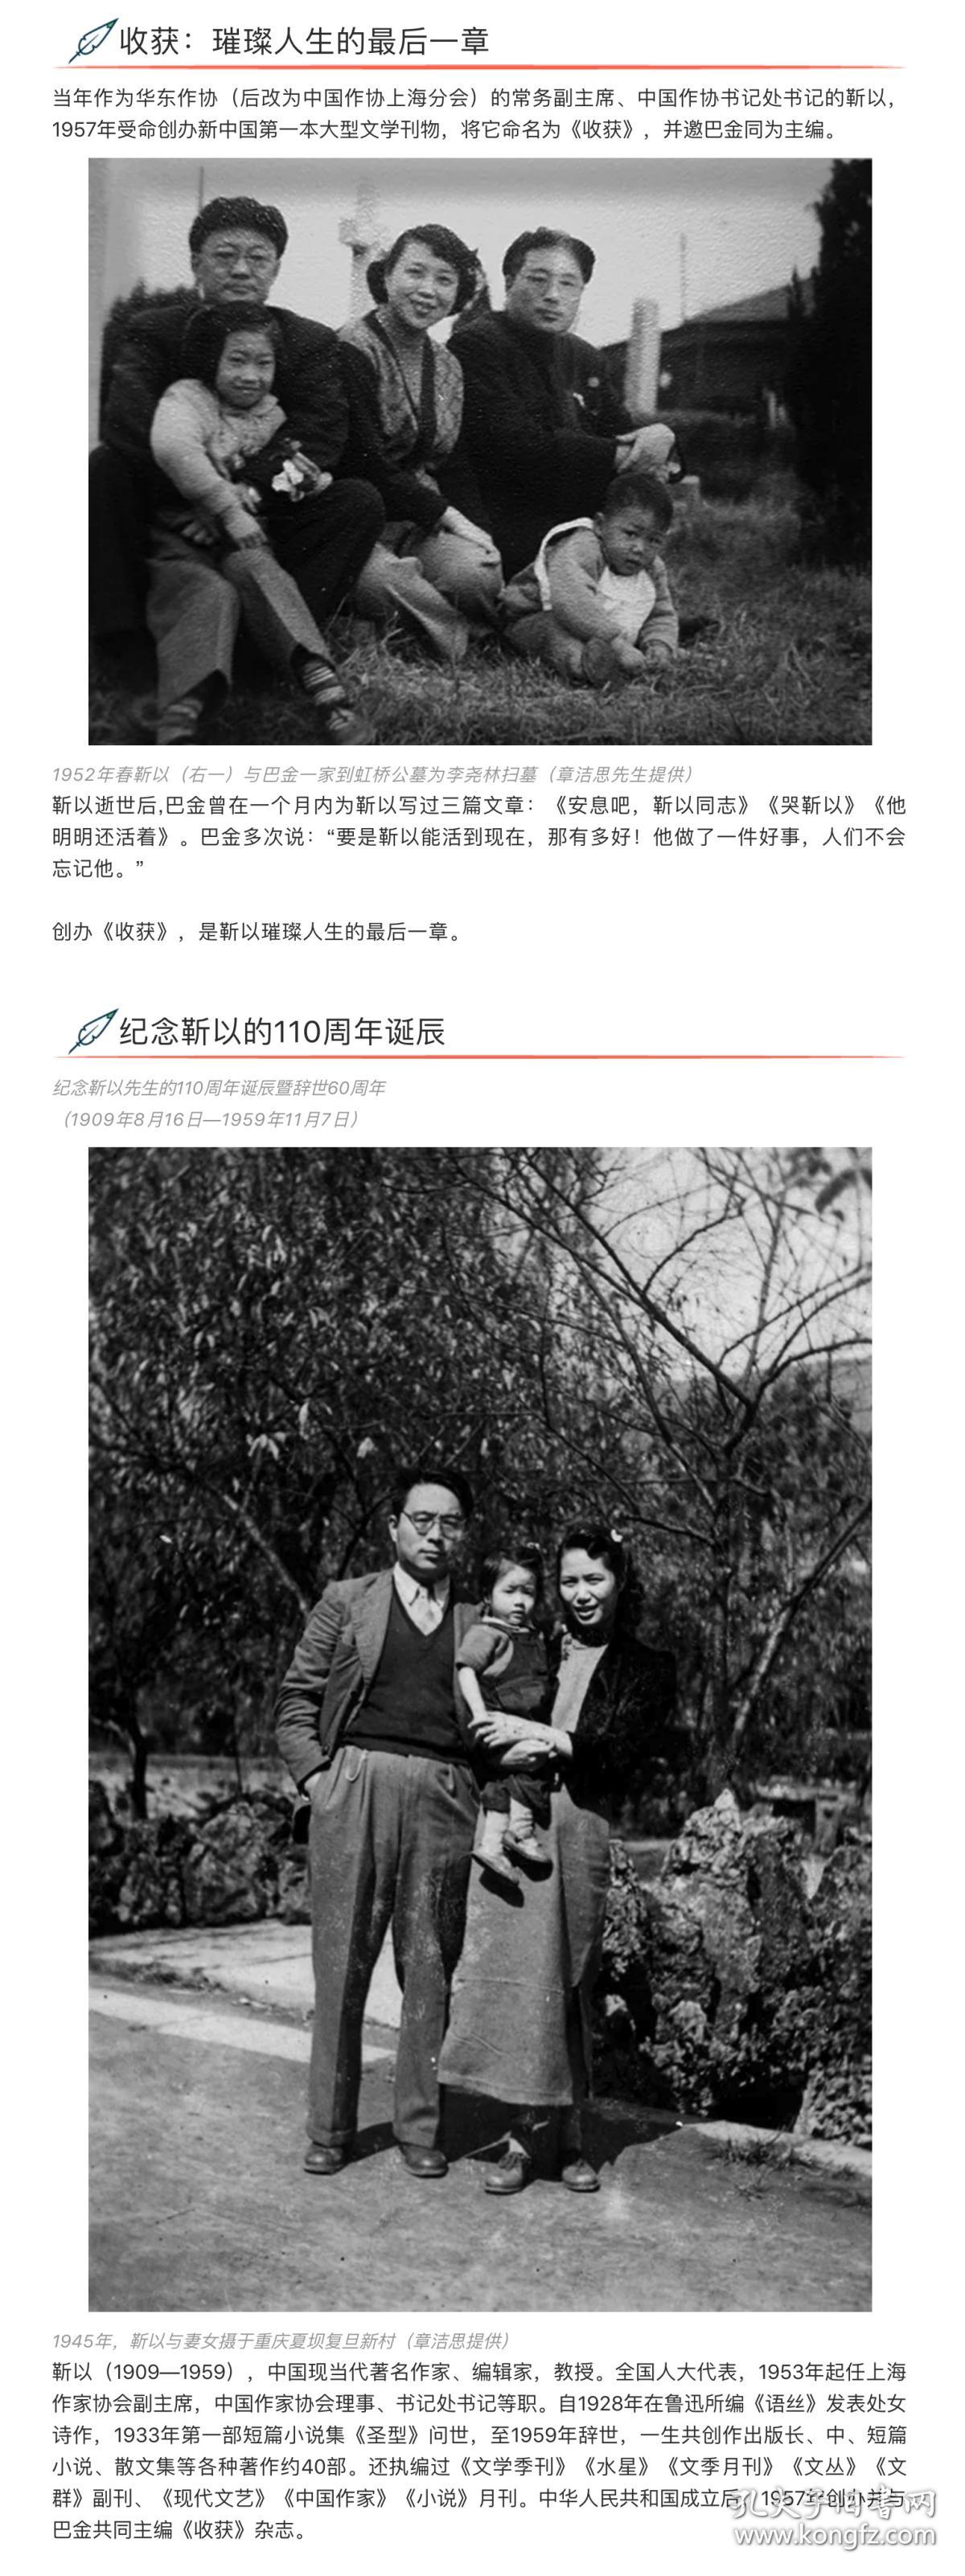 收获：璀璨人生的最后一章
当年作为华东作协（后改为中国作协上海分会）的常务副主席、中国作协书记处书记的靳以，
1957年受命创办新中国第一本大型文学刊物，将它命名为《收获》，并邀巴金同为主编。
1952年春靳以（右一）与巴金一家到虹桥公墓为李尧林扫墓（章洁思先生提供）
靳以逝世后,巴金曾在一个月内为靳以写过三篇文章：《安息吧，靳以同志》《哭靳以》《他
明明还活着》。巴金多次说：“要是靳以能活到现在，那有多好！他做了一件好事，人们不会
忘记他。”
创办《收获》，是靳以璀璨人生的最后一章。
纪念靳以的110周年诞辰
纪念靳以先生的110周年诞辰暨辞世60周年
（1909年8月16日—1959年11月7日）
1945年，靳以与妻女摄于重庆夏坝复旦新村（章洁思提供）
靳以（1909—1959），中国现当代著名作家、编辑家，教授。全国人大代表，1953年起任上海
作家协会副主席，中国作家协会理事、书记处书记等职。自1928年在鲁迅所编《语丝》发表处女
诗作，1933年第一部短篇小说集《圣型》问世，至1959年辞世，一生共创作出版长、中、短篇
小说、散文集等各种著作约40部。还执编过《文学季刊》《水星》《文季月刊》《文丛》《文
群》副刊、《现代文艺》《中国作家》《小说》月刊。中华人民共和国成立后，1957年创办并与
巴金共同主编《收获》杂志。
孔夫子旧书网
www.kongfz.com